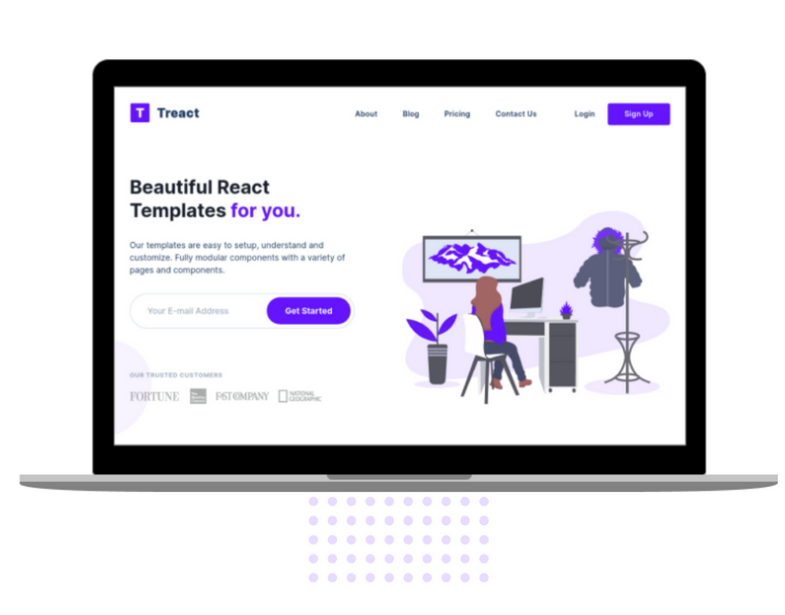 T Treact
About Blog Pricing Contact Us Login Sign Up
Beautiful React
Templates for you.
Our templates are easy to setup, understand and
customize. Fully modular components with a variety of
pages and components.
Your E-mail Address Get Started
OUR TRUSTED CUSTOMERS
FORTUNE
FAST COMPANY
NATIONAL
GEOGRAPHIC